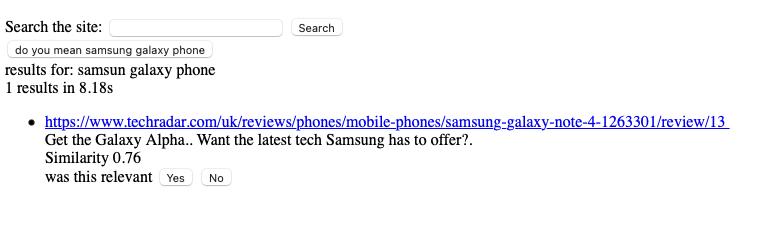 Search the site: Search
do you mean samsung galaxy phone
results for: samsun galaxy phone
1 results in 8.18s
https://www.techradar.com/uk/reviews/phones/mobile-phones/samsung-galaxy-note-4-1263301/review/13
Get the Galaxy Alpha.. Want the latest tech Samsung has to offer?.
Similarity 0.76
was this relevant Yes No